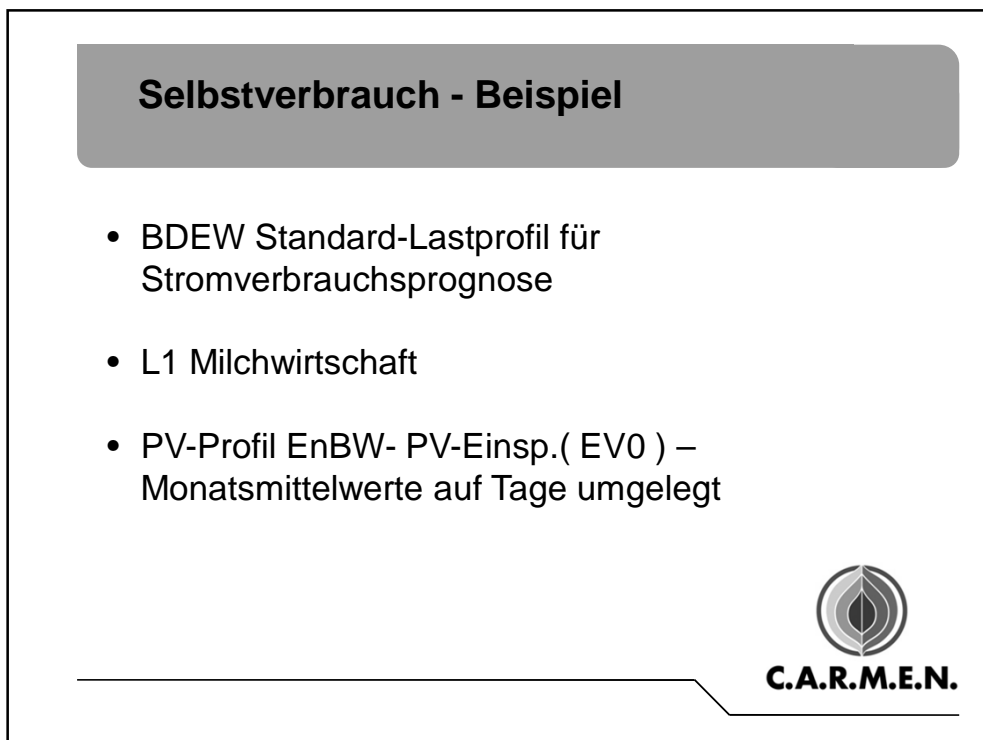 Selbstverbrauch - Beispiel
• BDEW Standard-Lastprofil für
Stromverbrauchsprognose
• L1 Milchwirtschaft
• PV-Profil EnBW- PV-Einsp.( EV0 ) –
Monatsmittelwerte auf Tage umgelegt
C.A.R.M.E.N.